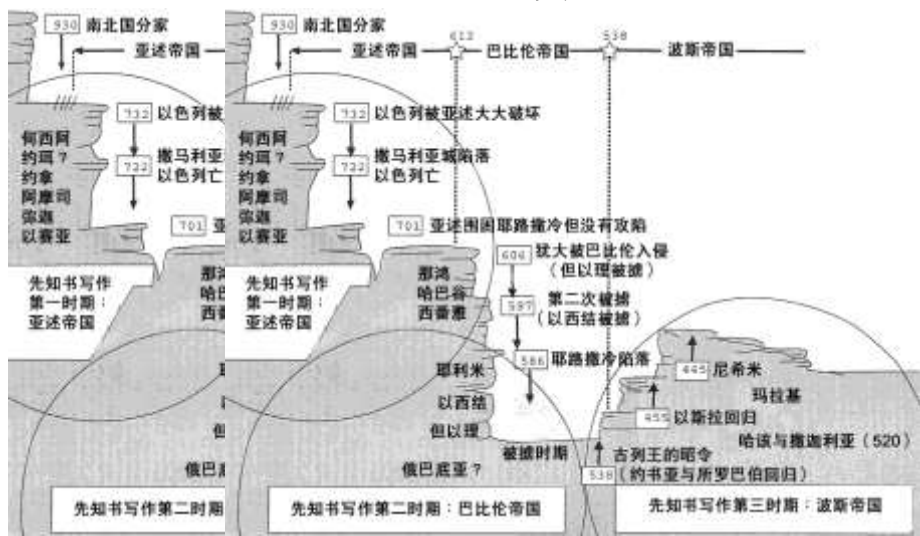 930 南北国分家
亚述帝国
732 以色列被
722 撒马利亚
以色列亡
何西阿
约珥？
约拿
阿摩司
弥迦
以赛亚
701 亚
先知书写作
第一时期：
亚述帝国
那鸿
哈巴
西番
俄巴
先知书写作第二时期
930 南北国分家
亚述帝国
612
巴比伦帝国
538
波斯帝国
732 以色列被亚述大大破坏
722 撒马利亚城陷落
以色列亡
何西阿
约珥？
约拿
阿摩司
弥迦
以赛亚
701 亚述围困耶路撒冷但没有攻陷
先知书写作
第一时期：
亚述帝国
那鸿
哈巴谷
西番雅
606 犹大被巴比伦入侵
（但以理被掳）
597 第二次被掳
（以西结被掳）
586 耶路撒冷陷落
耶利米
以西结
但以理
俄巴底亚？
被掳时期
445 尼希米
玛拉基
455 以斯拉回归
哈该与撒迦利亚（520）
538 古列王的昭令
（约书亚与所罗巴伯回归）
先知书写作第二时期：巴比伦帝国
先知书写作第三时期：波斯帝国